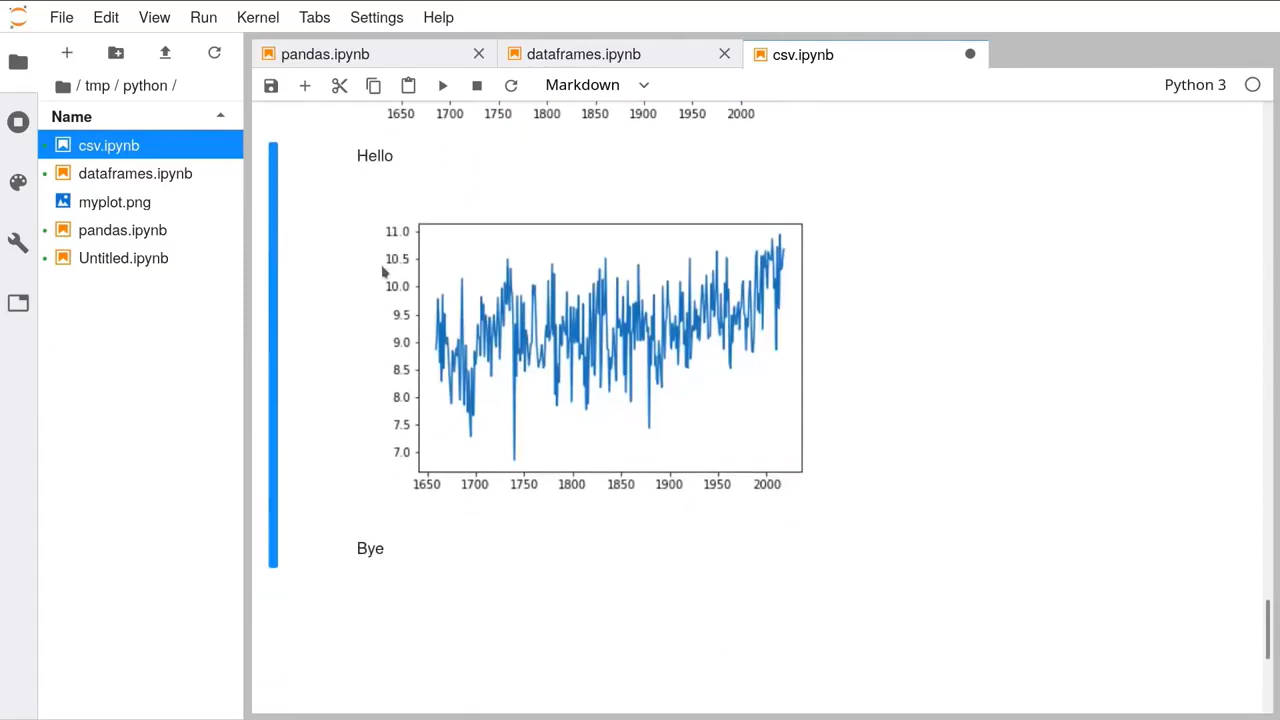 File Edit View Run Kernel Tabs Settings Help
pandas.ipynb dataframes.ipynb csv.ipynb
/ tmp / python /
Markdown
Python 3
Name
csv.ipynb
dataframes.ipynb
myplot.png
pandas.ipynb
Untitled.ipynb
1650 1700 1750 1800 1850 1900 1950 2000
Hello
11.0
10.5
10.0
9.5
9.0
8.5
8.0
7.5
7.0
1650 1700 1750 1800 1850 1900 1950 2000
Bye